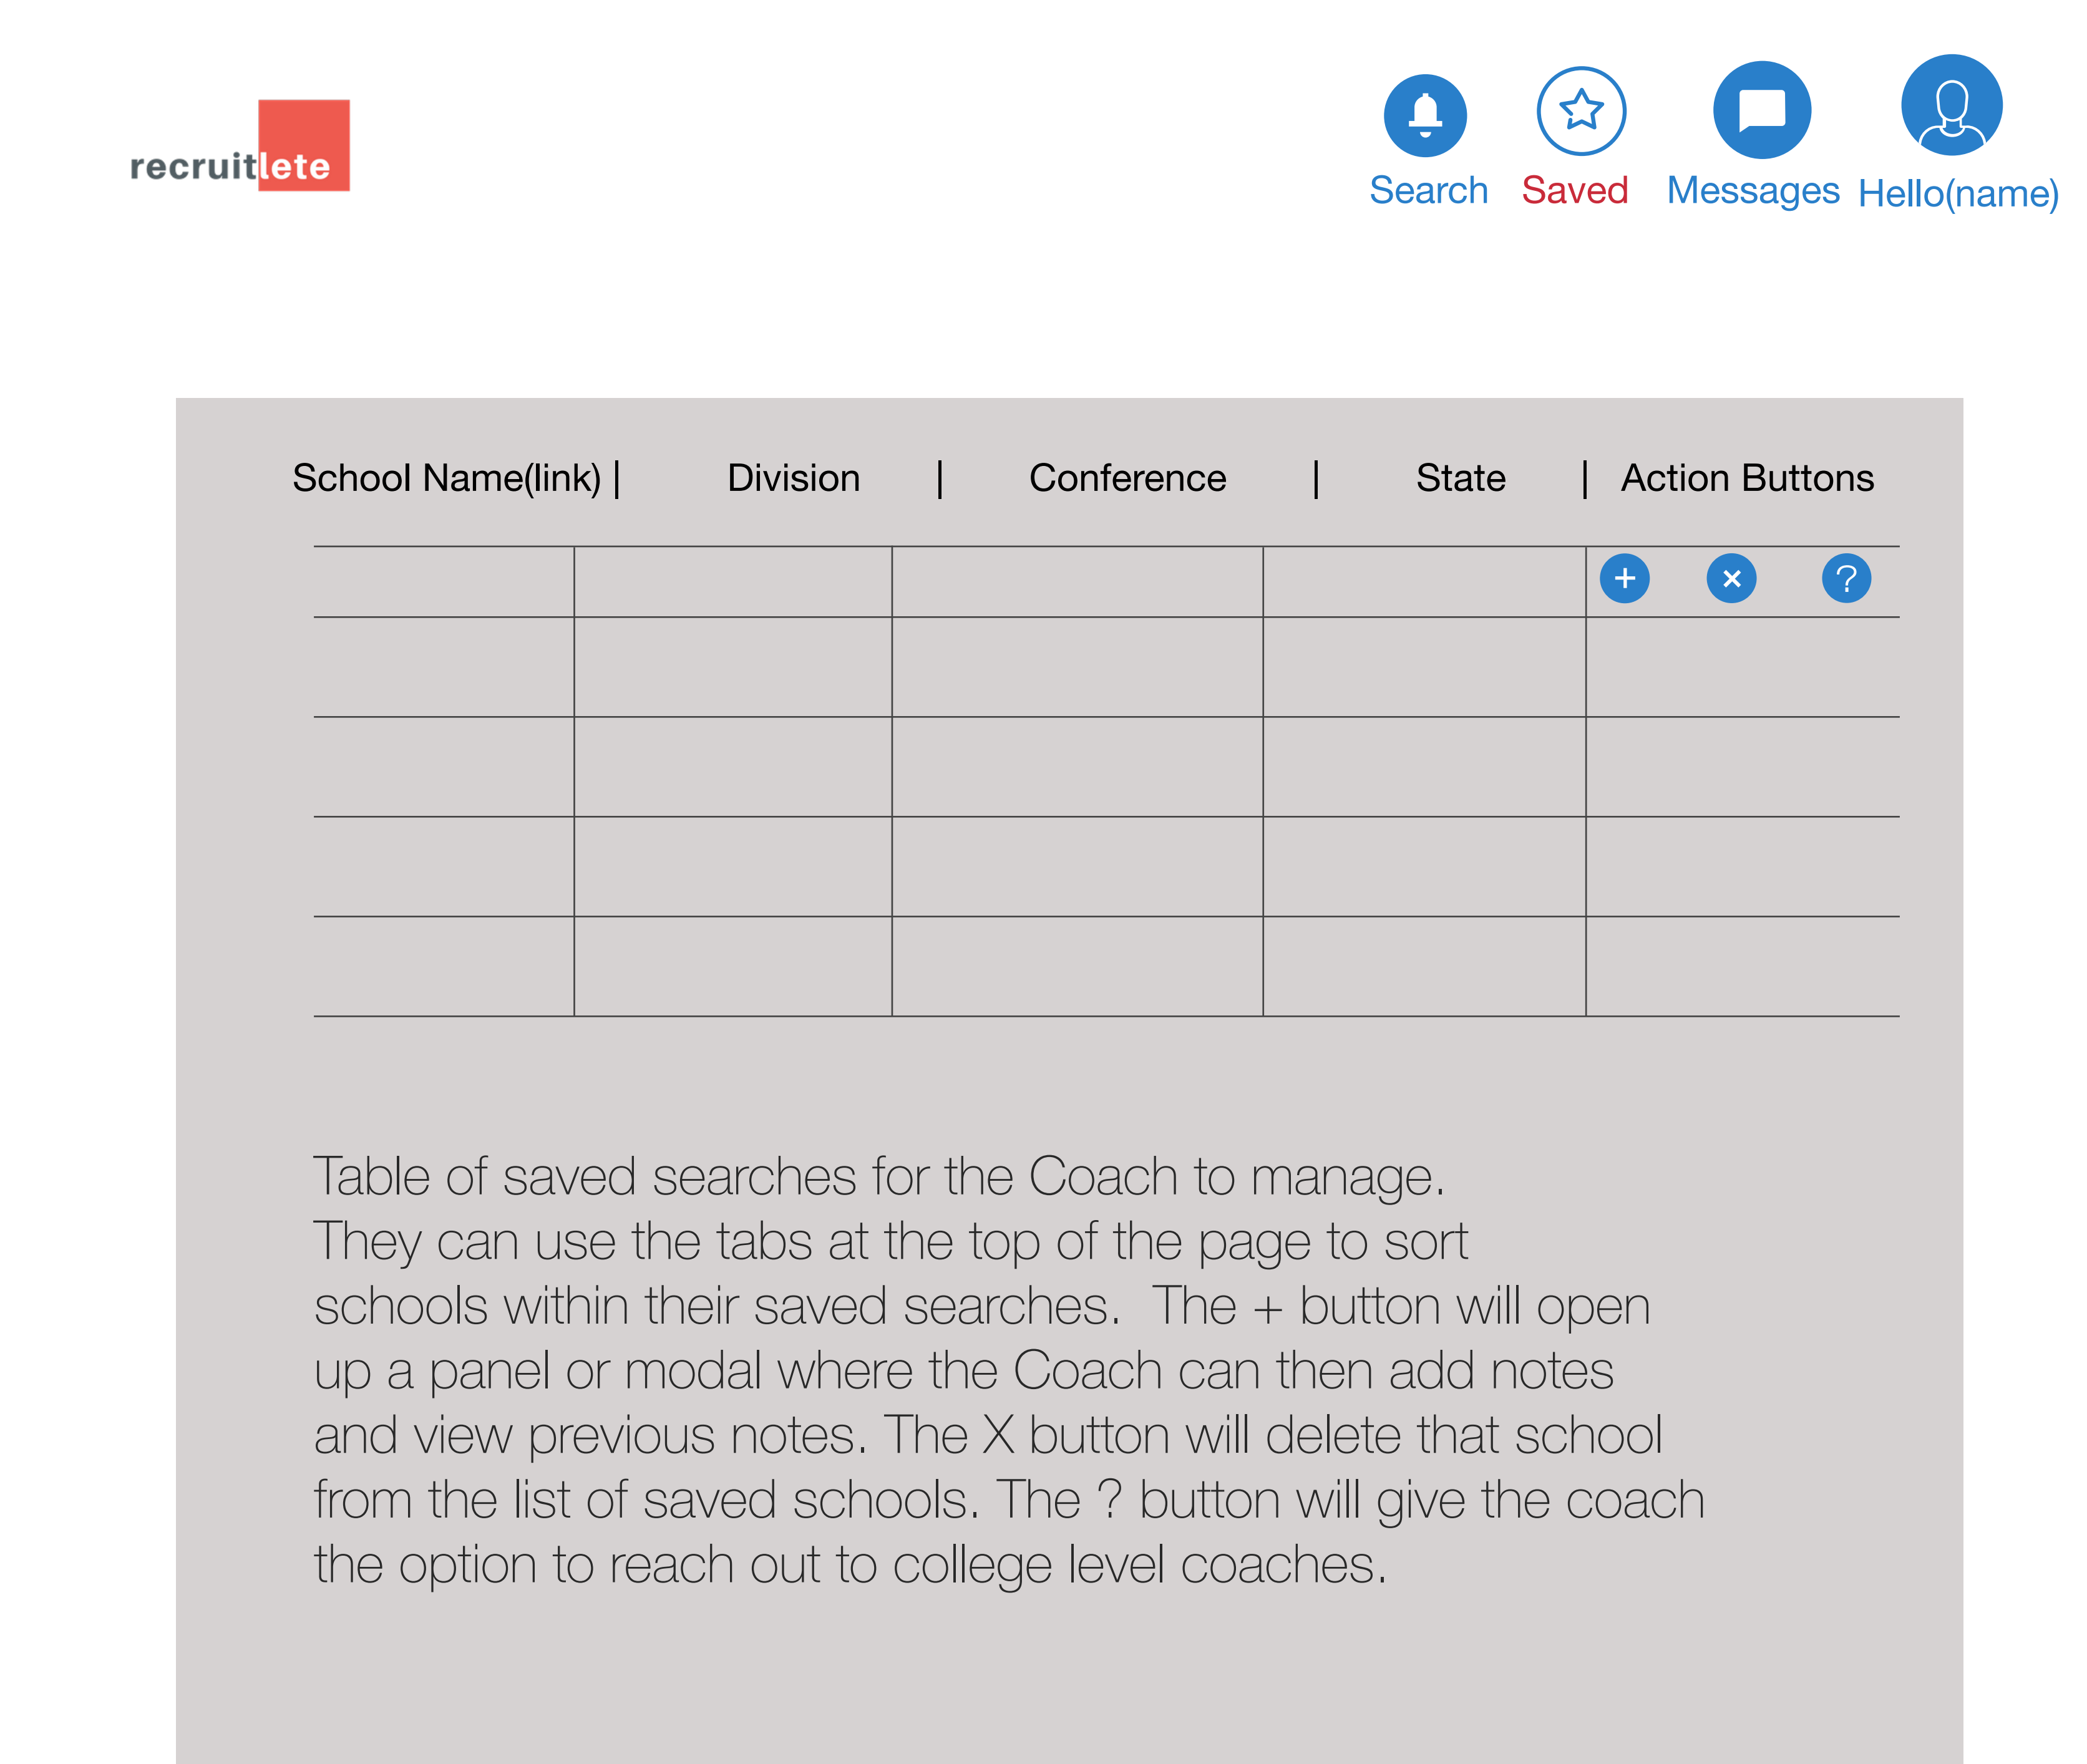 recruitlete
Search Saved Messages Hello(name)
School Name(link) | Division | Conference | State | Action Buttons
+ × ?
Table of saved searches for the Coach to manage.
They can use the tabs at the top of the page to sort
schools within their saved searches.  The + button will open
up a panel or modal where the Coach can then add notes
and view previous notes. The X button will delete that school
from the list of saved schools. The ? button will give the coach
the option to reach out to college level coaches.